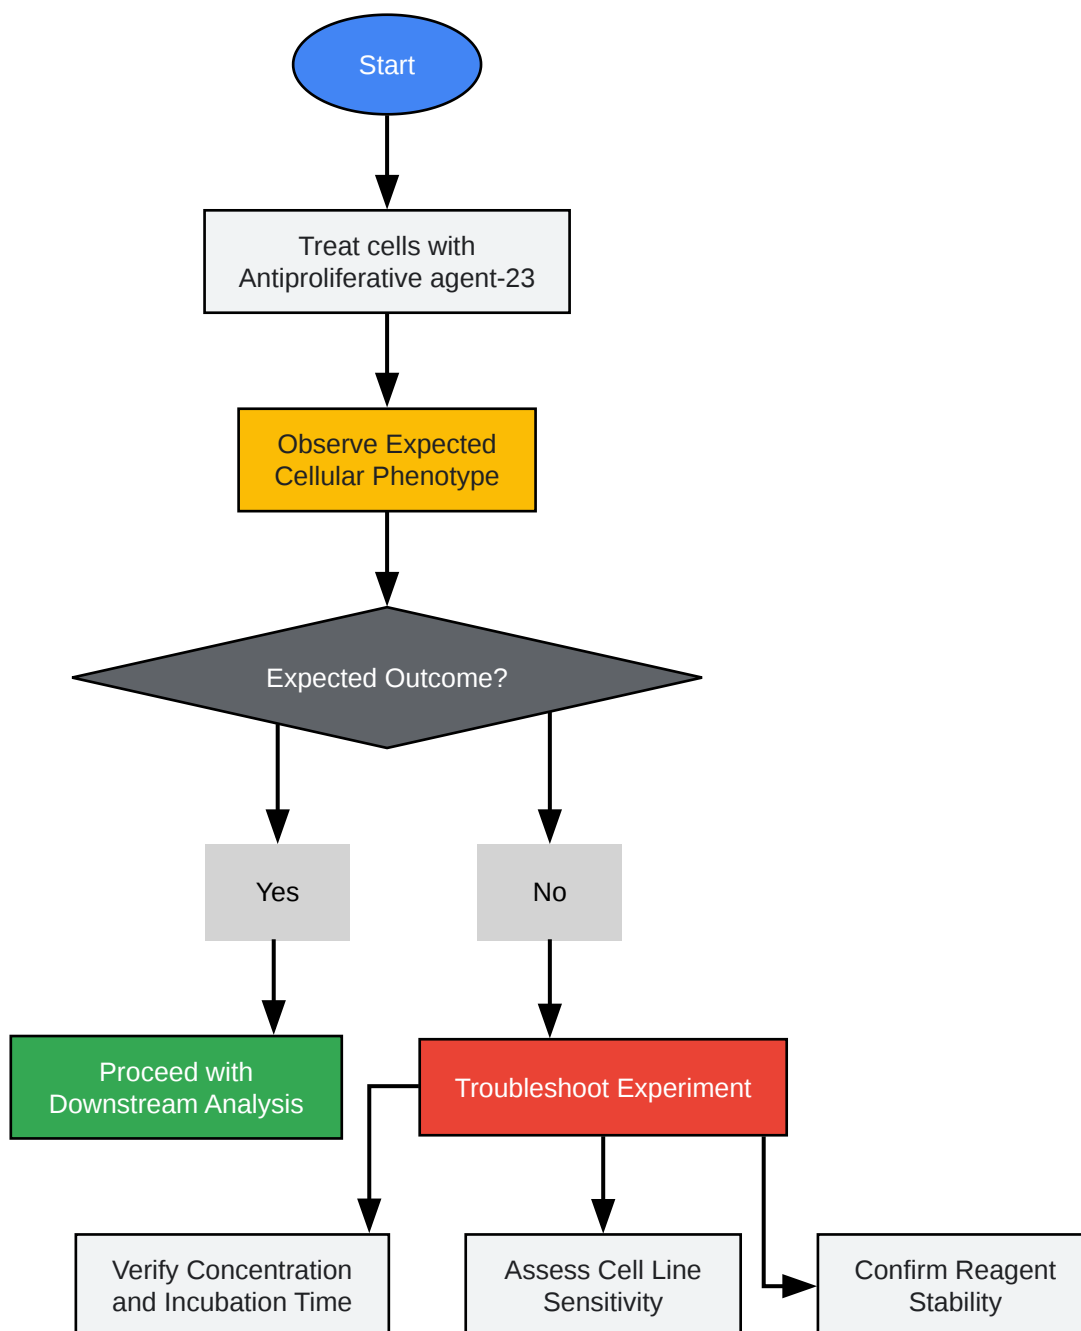 Start
Treat cells with
Antiproliferative agent-23
Observe Expected
Cellular Phenotype
Expected Outcome?
Yes
No
Proceed with
Downstream Analysis
Troubleshoot Experiment
Verify Concentration
and Incubation Time
Assess Cell Line
Sensitivity
Confirm Reagent
Stability